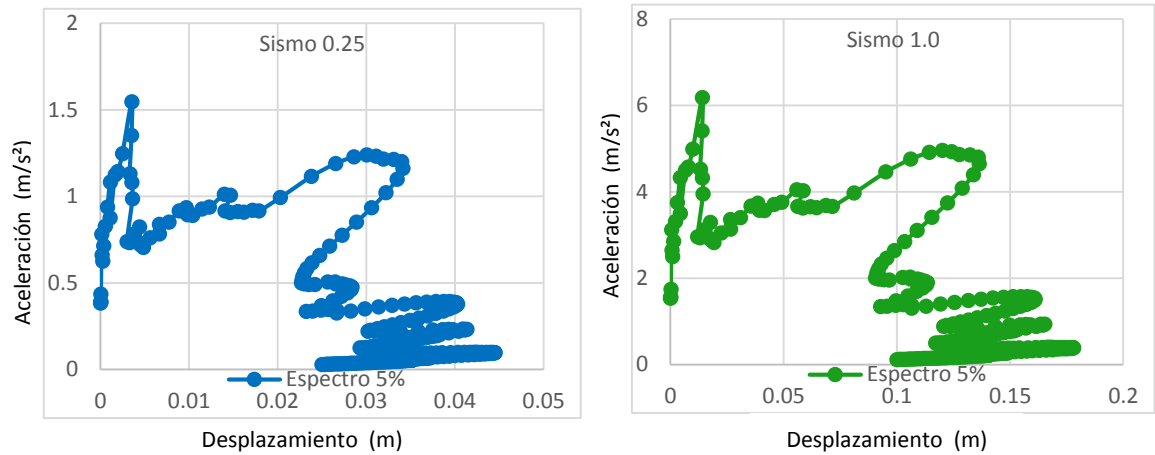 Sismo 0.25
2
1.5
1
0.5
0
0
0.01
0.02
0.03
0.04
0.05
Aceleración (m/s²)
Desplazamiento (m)
Espectro 5%
Sismo 1.0
8
6
4
2
0
0
0.05
0.1
0.15
0.2
Aceleración (m/s²)
Desplazamiento (m)
Espectro 5%